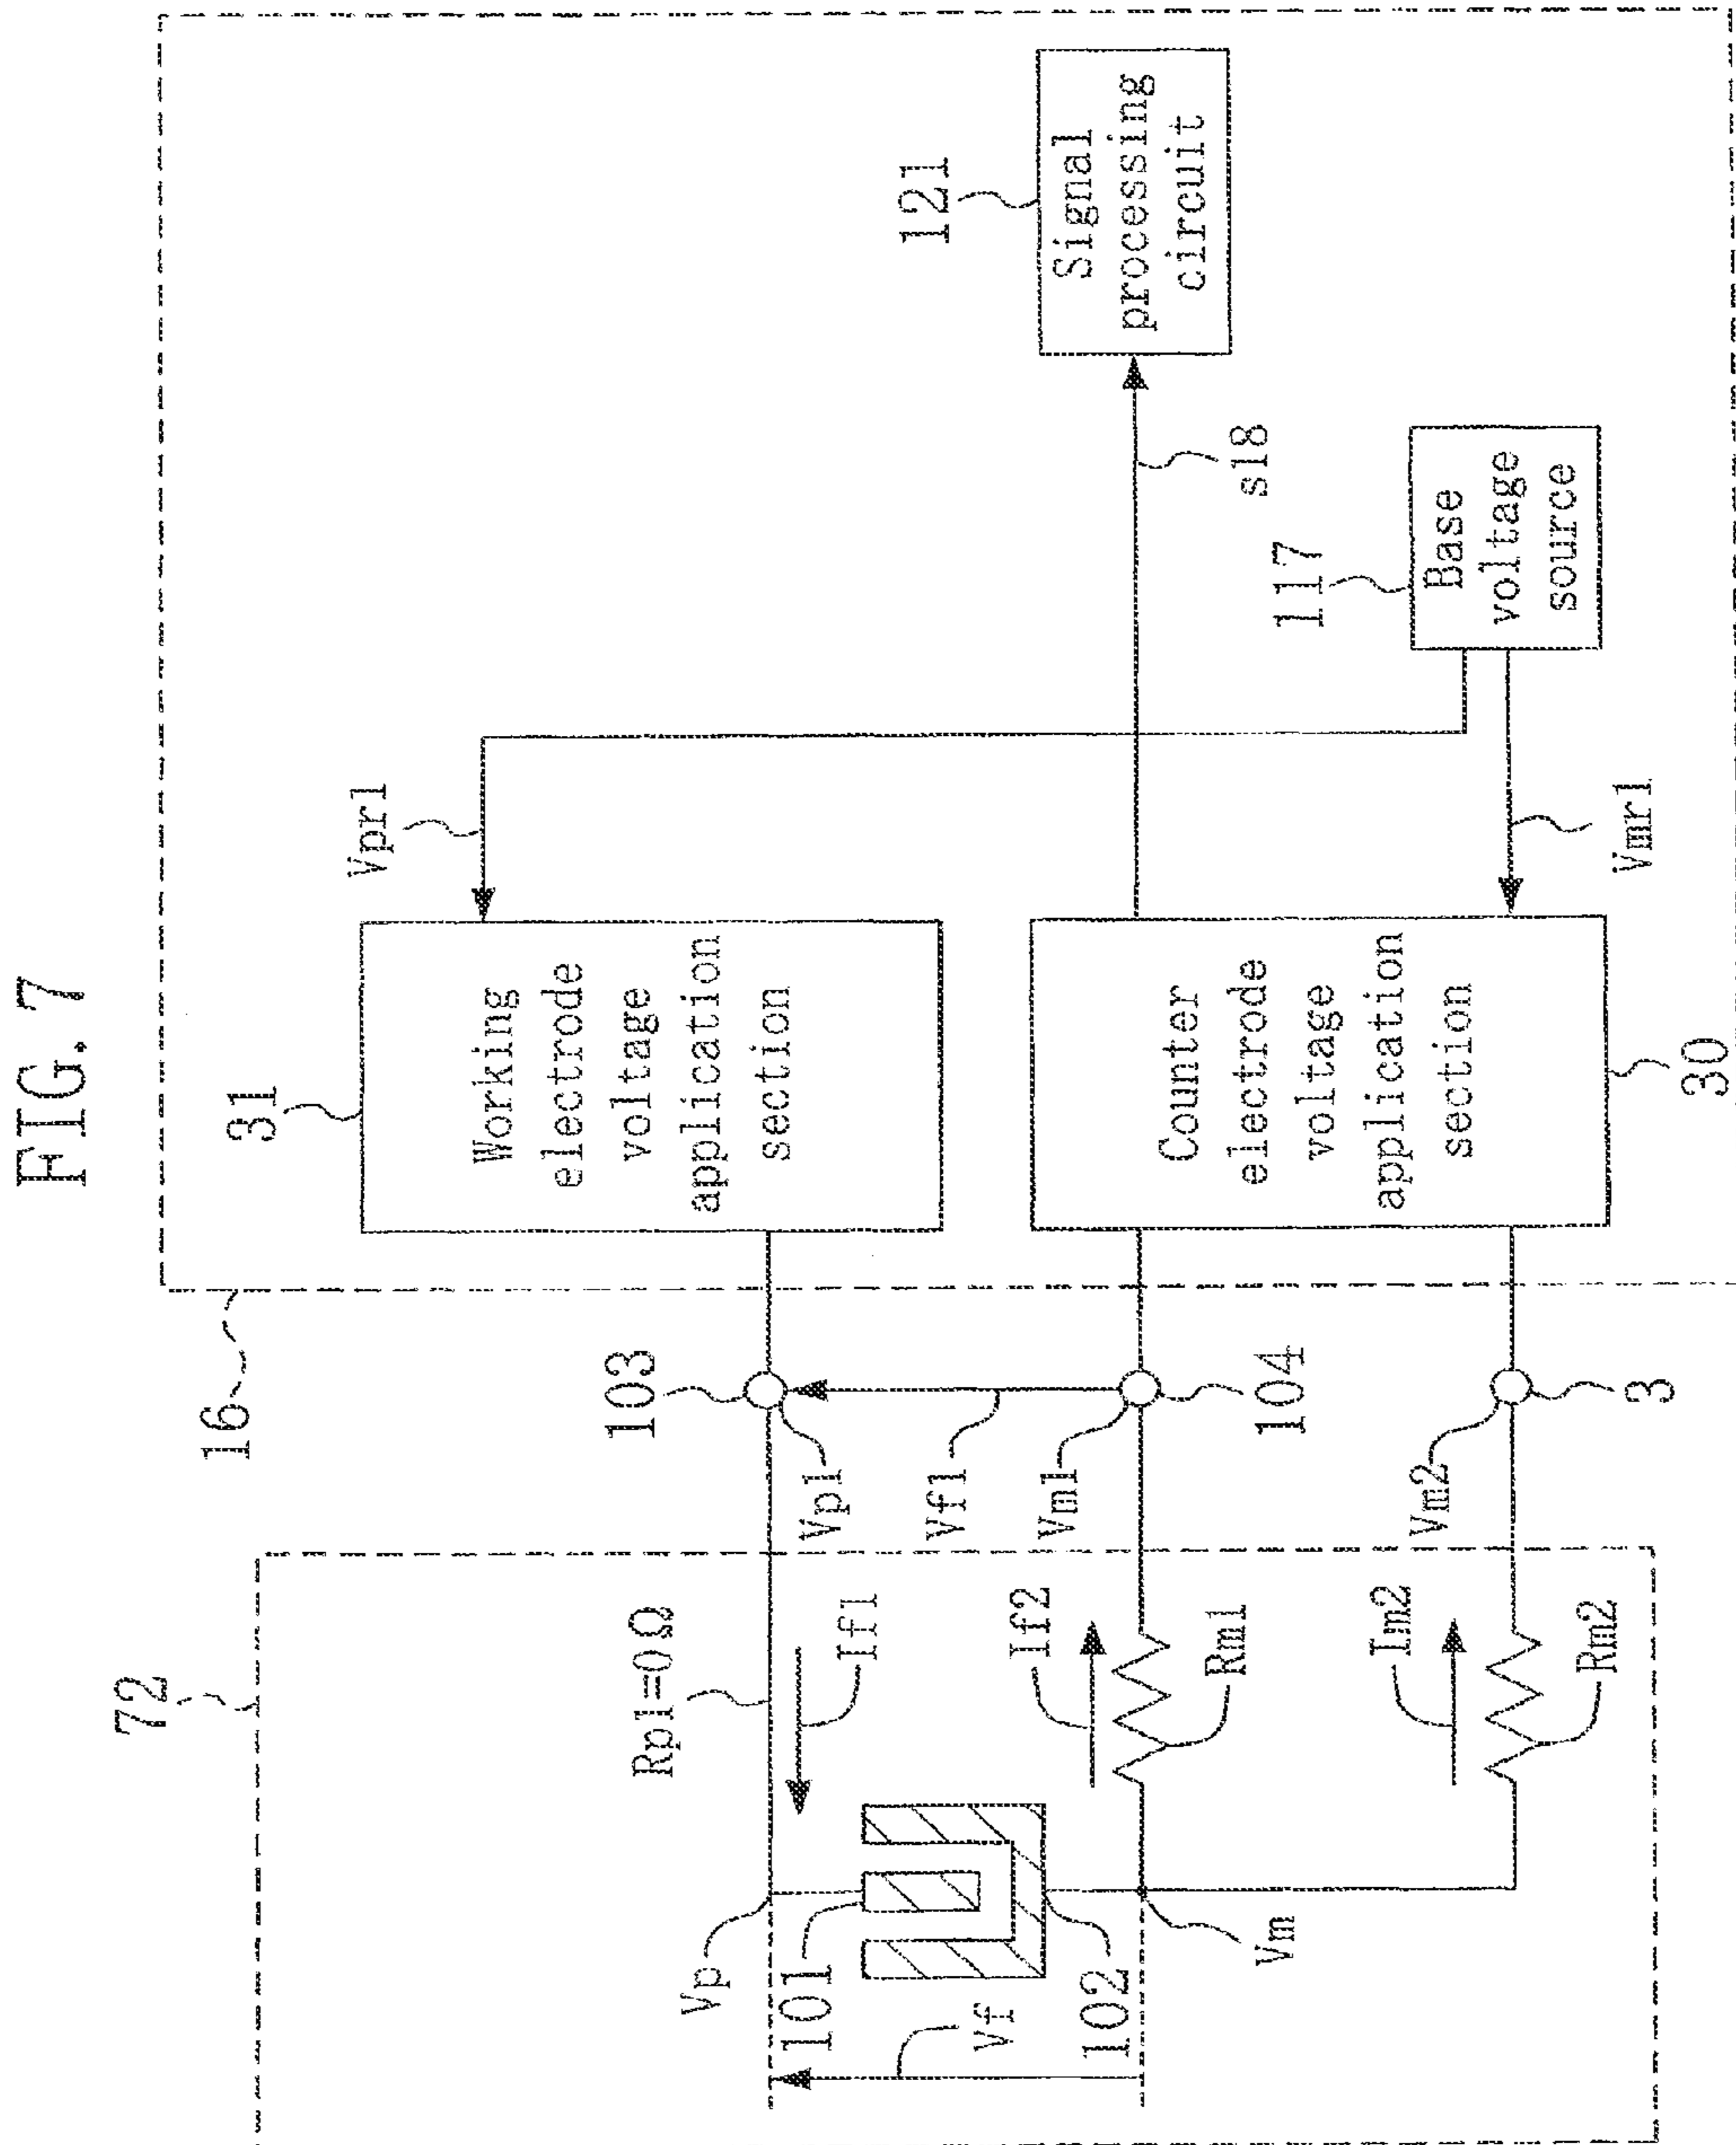 FIG. 7
16
31
Working
electrode
voltage
application
section
Vpr1
121
Signal
processing
circuit
s18
117
Base
voltage
source
Vmr1
Counter
electrode
voltage
application
section
30
103
Vp1
Vf1
Vm1
104
Vm2
3
72
Rp1=0Ω
If1
If2
Rm1
Im2
Rm2
Vp
101
102
Vf
Vm